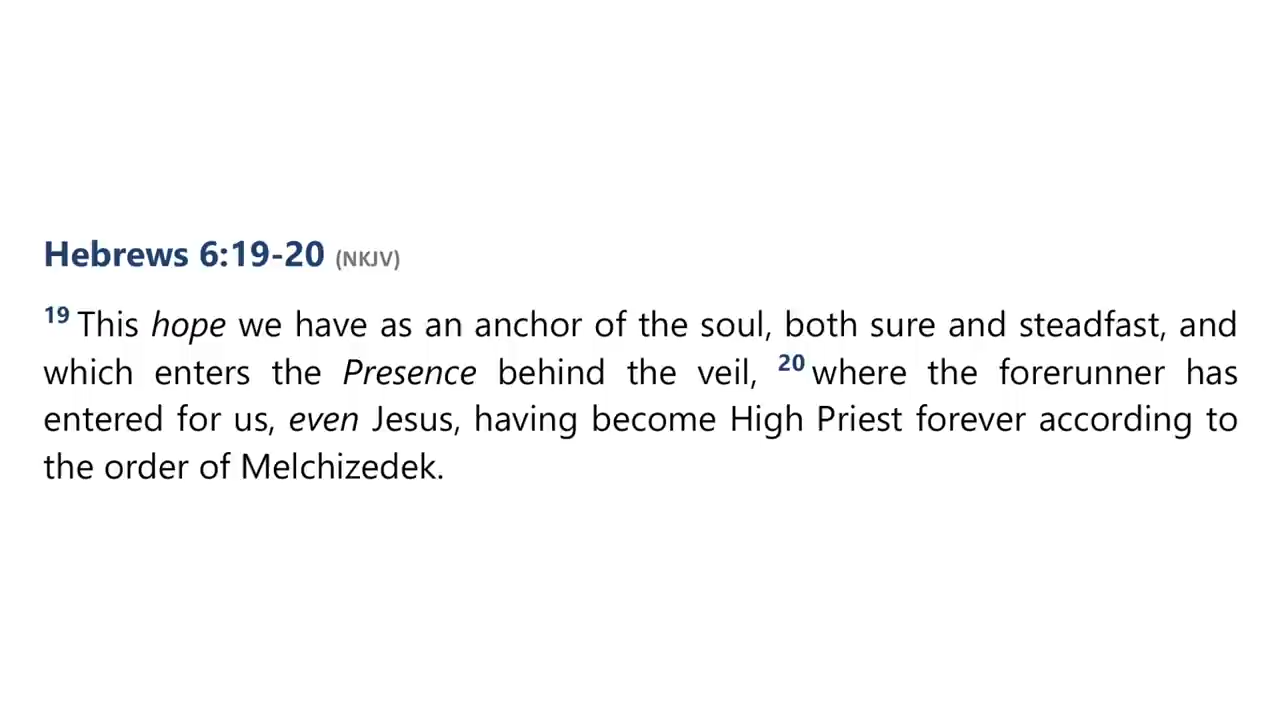 Hebrews 6:19-20 (NKJV)
19 This hope we have as an anchor of the soul, both sure and steadfast, and
which enters the Presence behind the veil, 20 where the forerunner has
entered for us, even Jesus, having become High Priest forever according to
the order of Melchizedek.